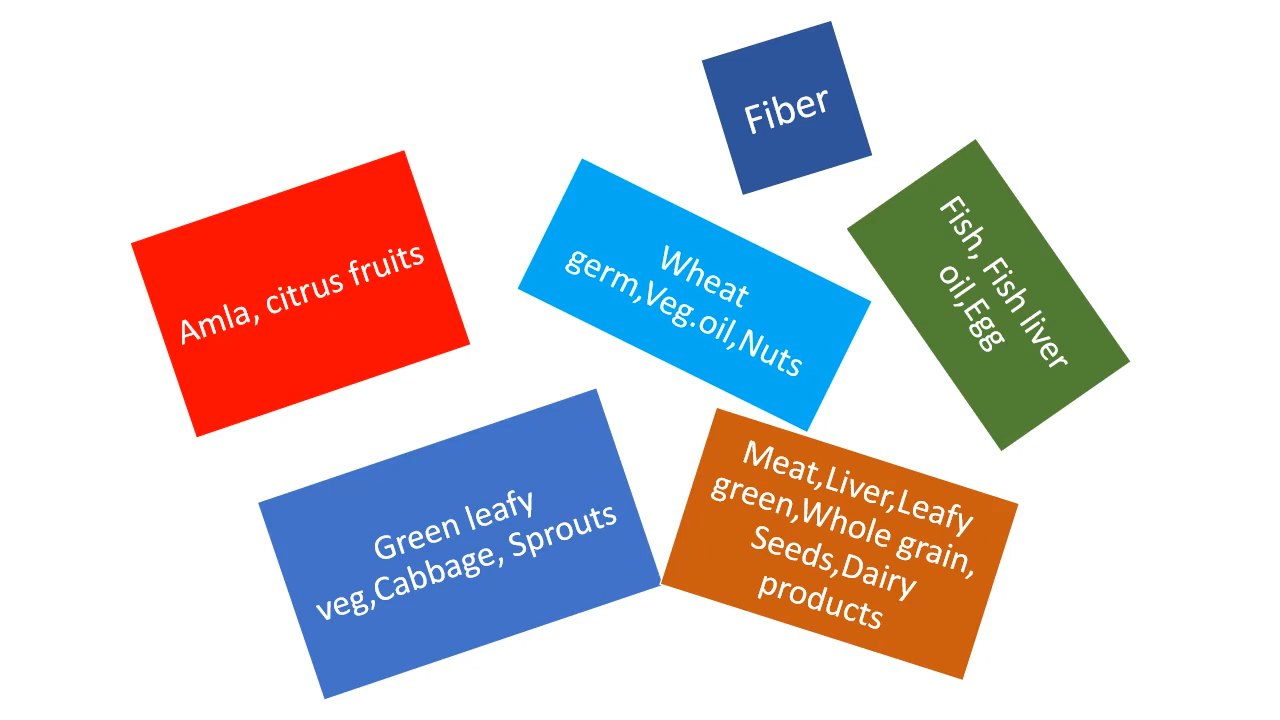 Fiber
Amla, citrus fruits
Wheat
germ,Veg.oil,Nuts
Fish, Fish liver
oil,Egg
Green leafy
veg,Cabbage, Sprouts
Meat,Liver,Leafy
green,Whole grain,
Seeds,Dairy
products